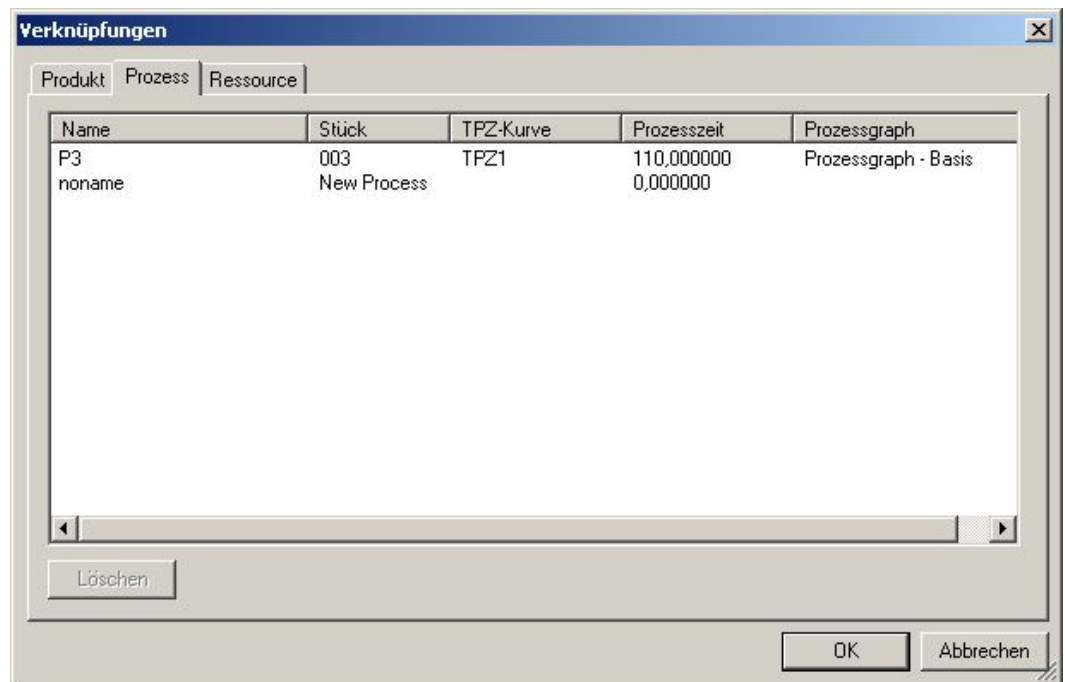 Verknüpfungen
Produkt Prozess Ressource
Name Stück TPZ-Kurve Prozesszeit Prozessgraph
P3 003 TPZ1 110,000000 Prozessgraph - Basis
noname New Process 0,000000
Löschen
OK Abbrechen